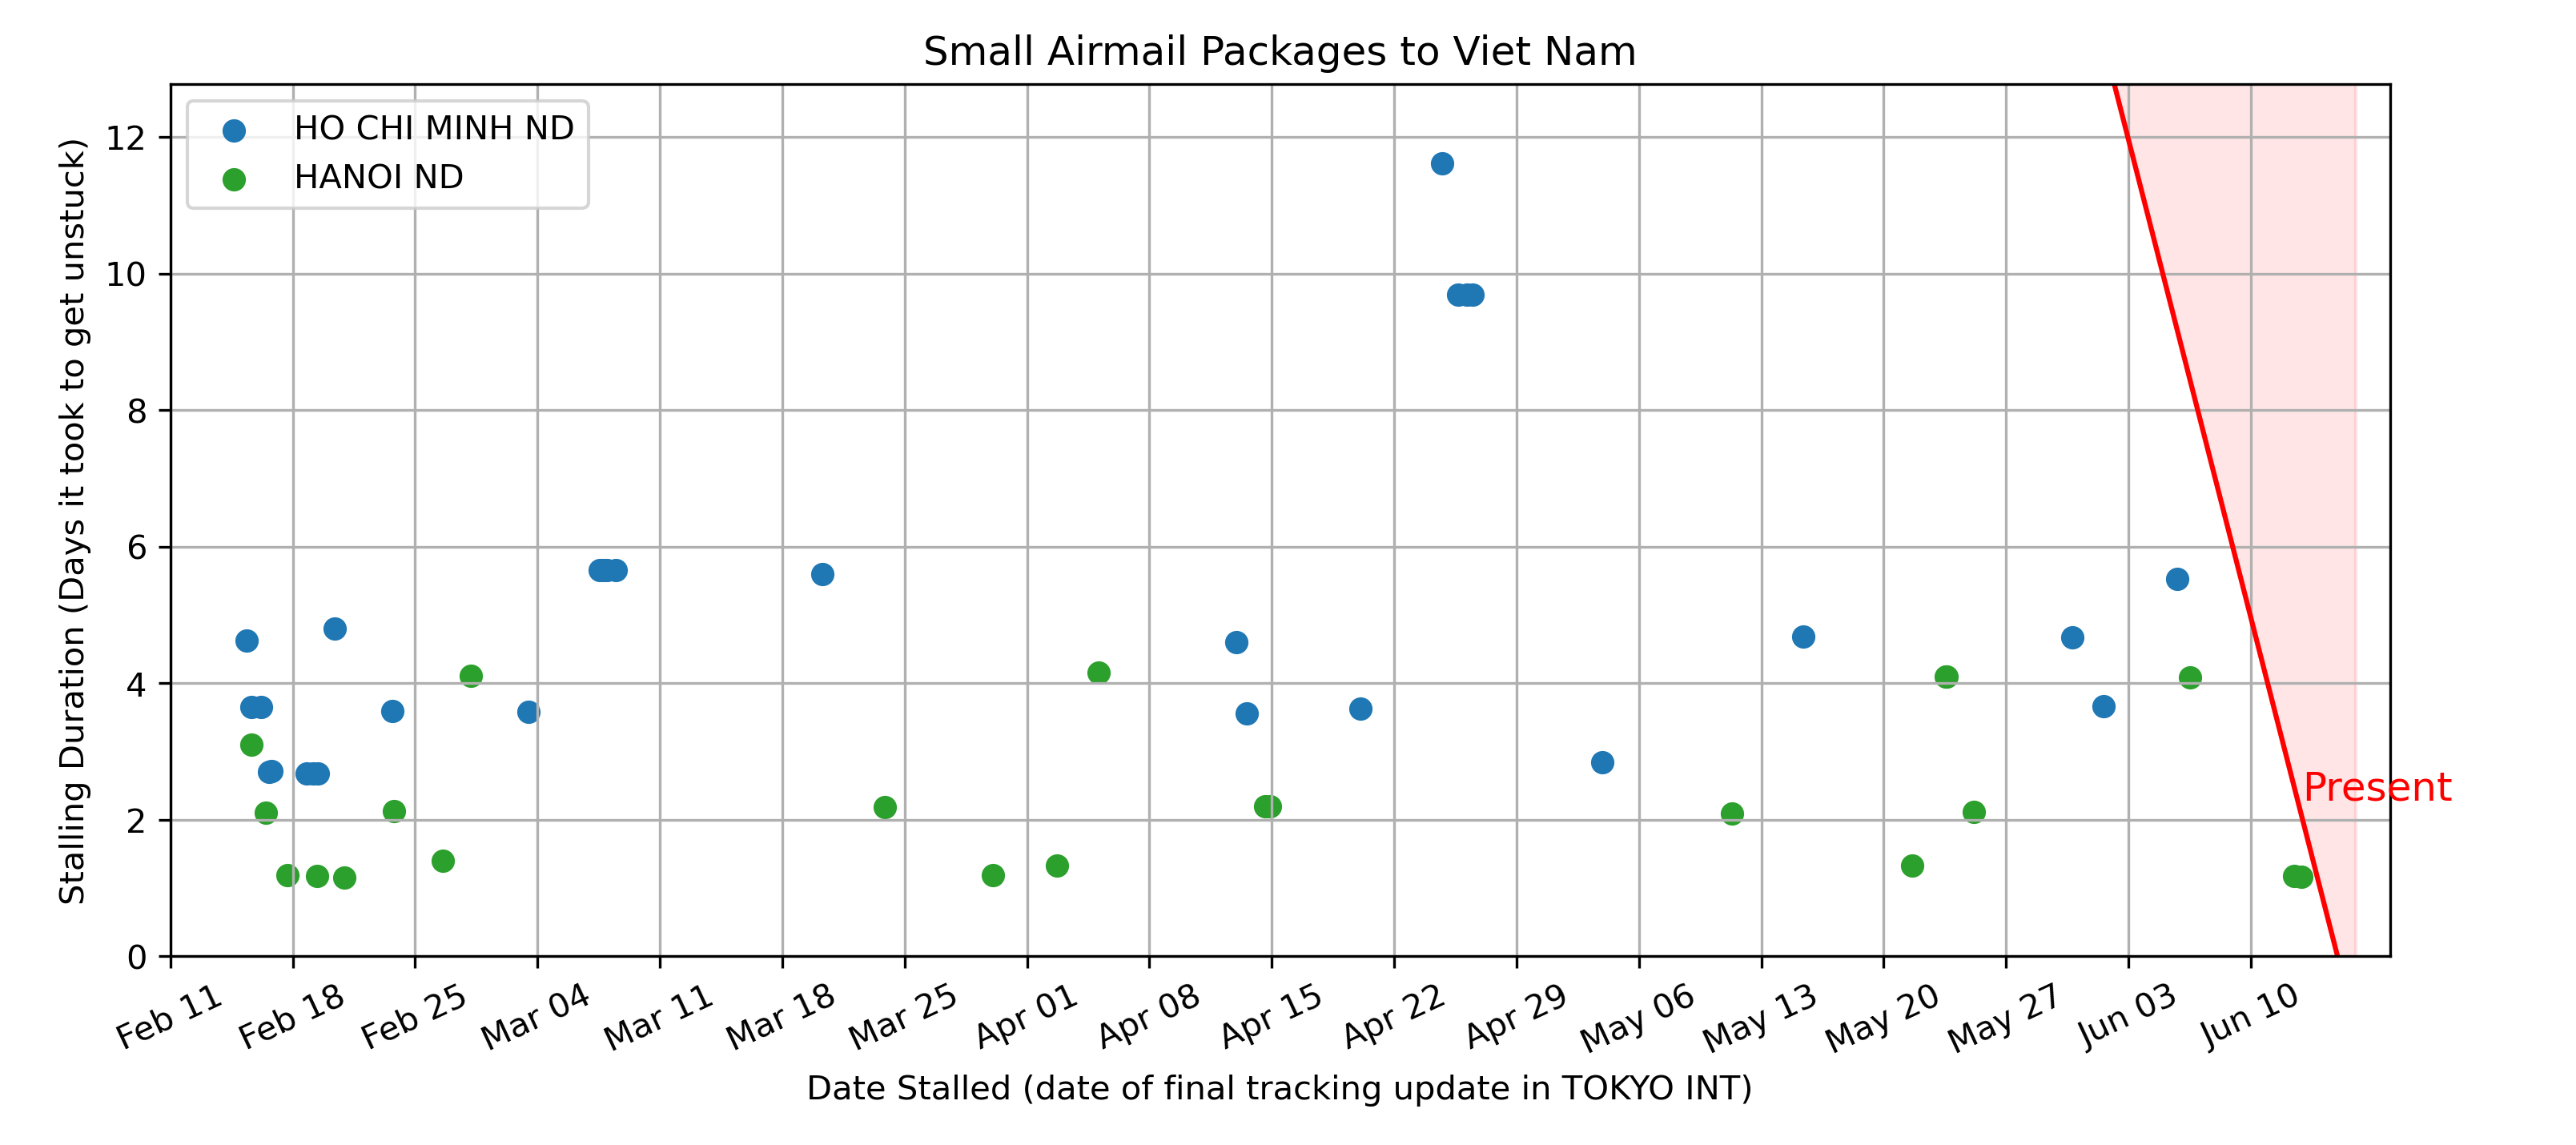 Small Airmail Packages to Viet Nam
HO CHI MINH ND
HANOI ND
Stalling Duration (Days it took to get unstuck)
12
10
8
6
4
2
0
Present
Feb 11
Feb 18
Feb 25
Mar 04
Mar 11
Mar 18
Mar 25
Apr 01
Apr 08
Apr 15
Apr 22
Apr 29
May 06
May 13
May 20
May 27
Jun 03
Jun 10
Date Stalled (date of final tracking update in TOKYO INT)